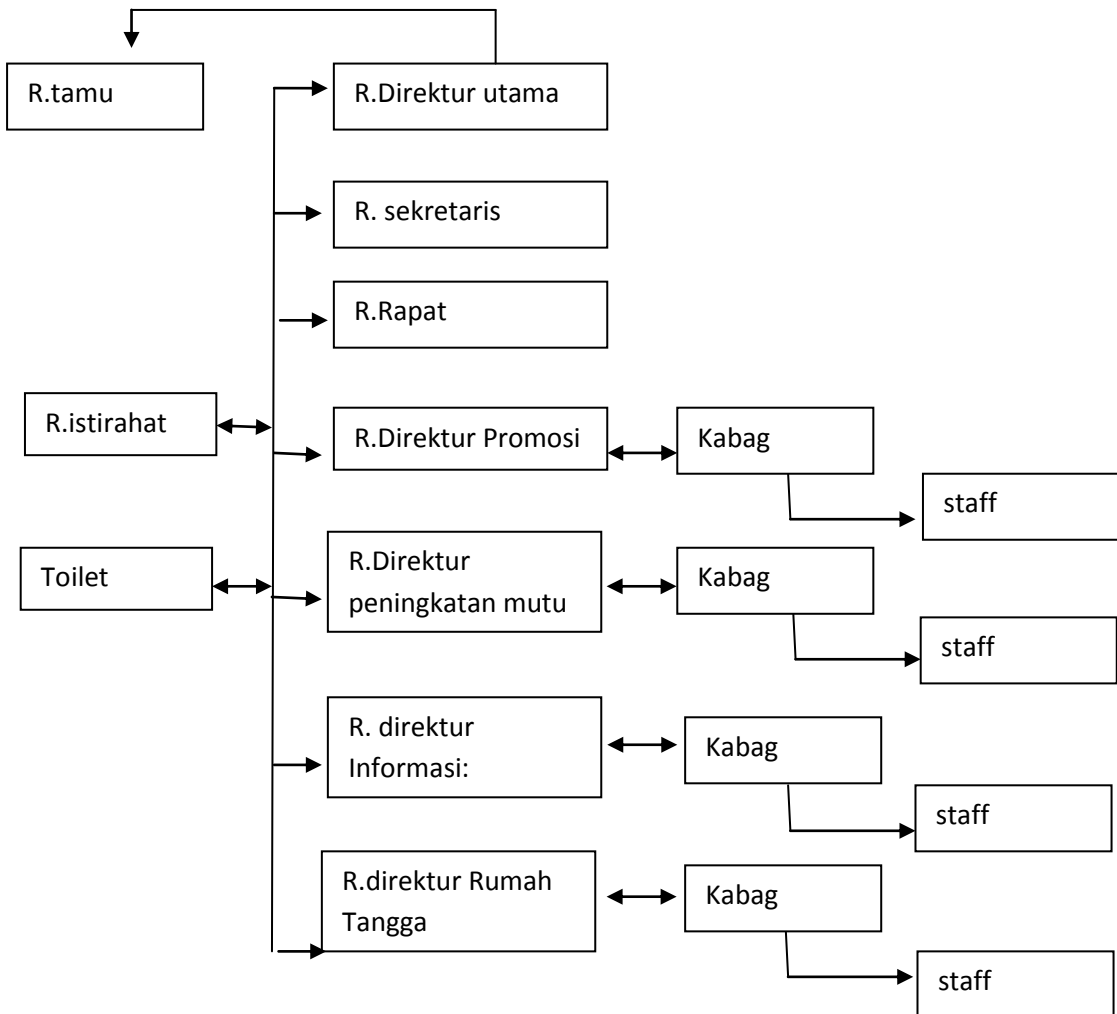 R.tamu
R.Direktur utama
R. sekretaris
R.Rapat
R.istirahat
R.Direktur Promosi
Kabag
staff
Toilet
R.Direktur
peningkatan mutu
Kabag
staff
R. direktur
Informasi:
Kabag
staff
R.direktur Rumah
Tangga
Kabag
staff